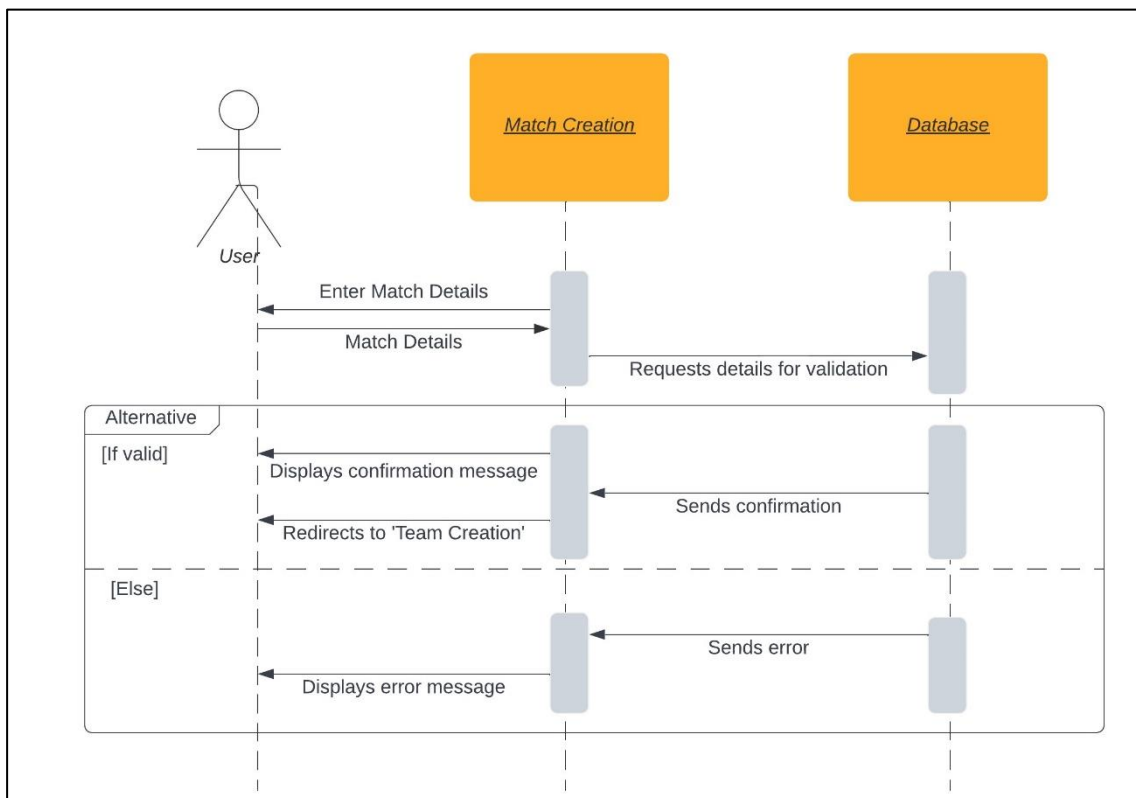 Match Creation
Database
User
Enter Match Details
Match Details
Requests details for validation
Alternative
[If valid]
Displays confirmation message
Sends confirmation
Redirects to 'Team Creation'
[Else]
Sends error
Displays error message